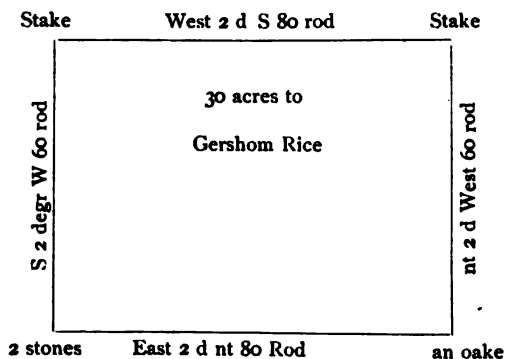 Stake West 2 d S 80 rod Stake
30 acres to
Gershom Rice
S 2 degr W 60 rod
nt 2 d West 60 rod
2 stones East 2 d nt 80 Rod an oake